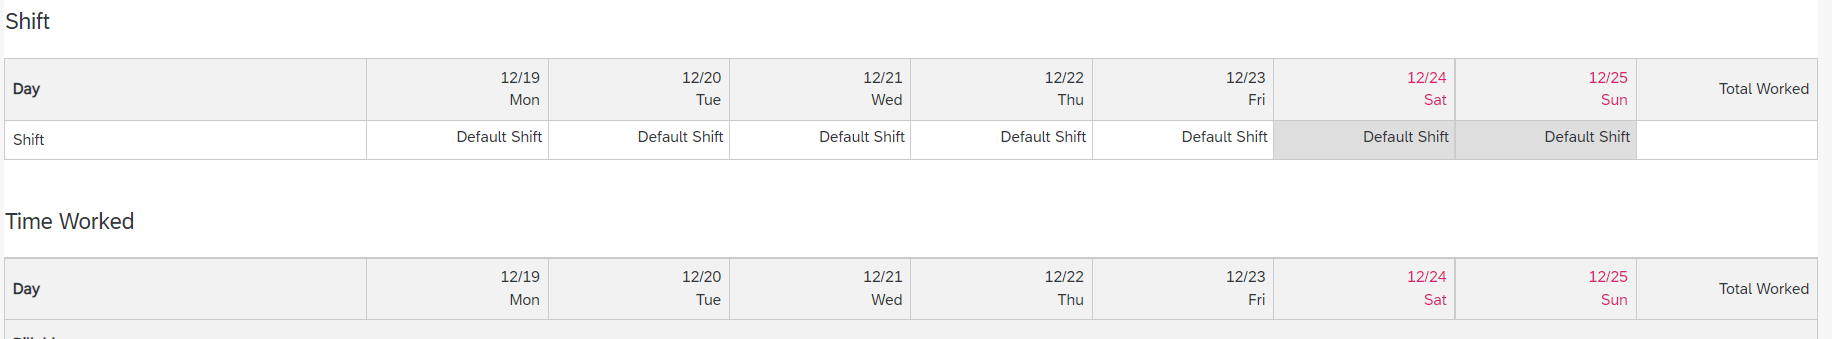 Shift
Day 12/19 Mon 12/20 Tue 12/21 Wed 12/22 Thu 12/23 Fri 12/24 Sat 12/25 Sun Total Worked
Shift Default Shift Default Shift Default Shift Default Shift Default Shift Default Shift Default Shift
Time Worked
Day 12/19 Mon 12/20 Tue 12/21 Wed 12/22 Thu 12/23 Fri 12/24 Sat 12/25 Sun Total Worked